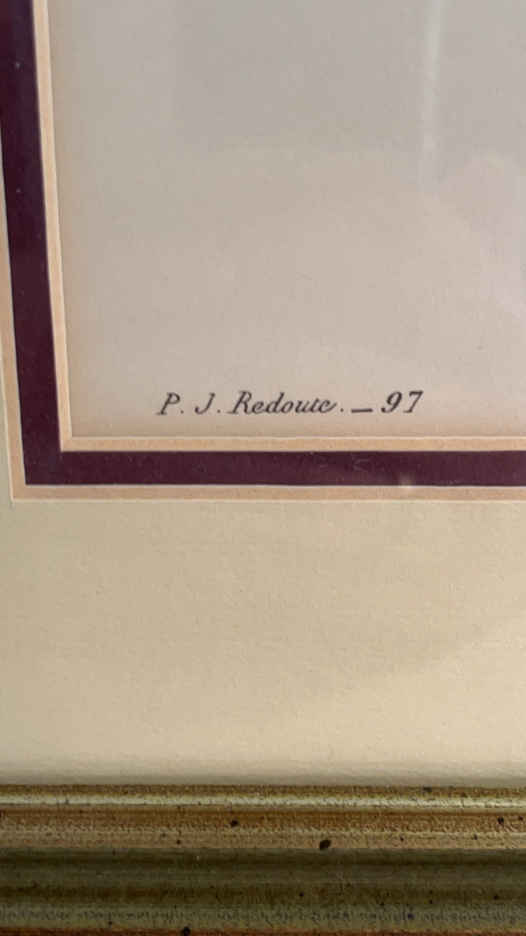 P. J. Redoute. — 97